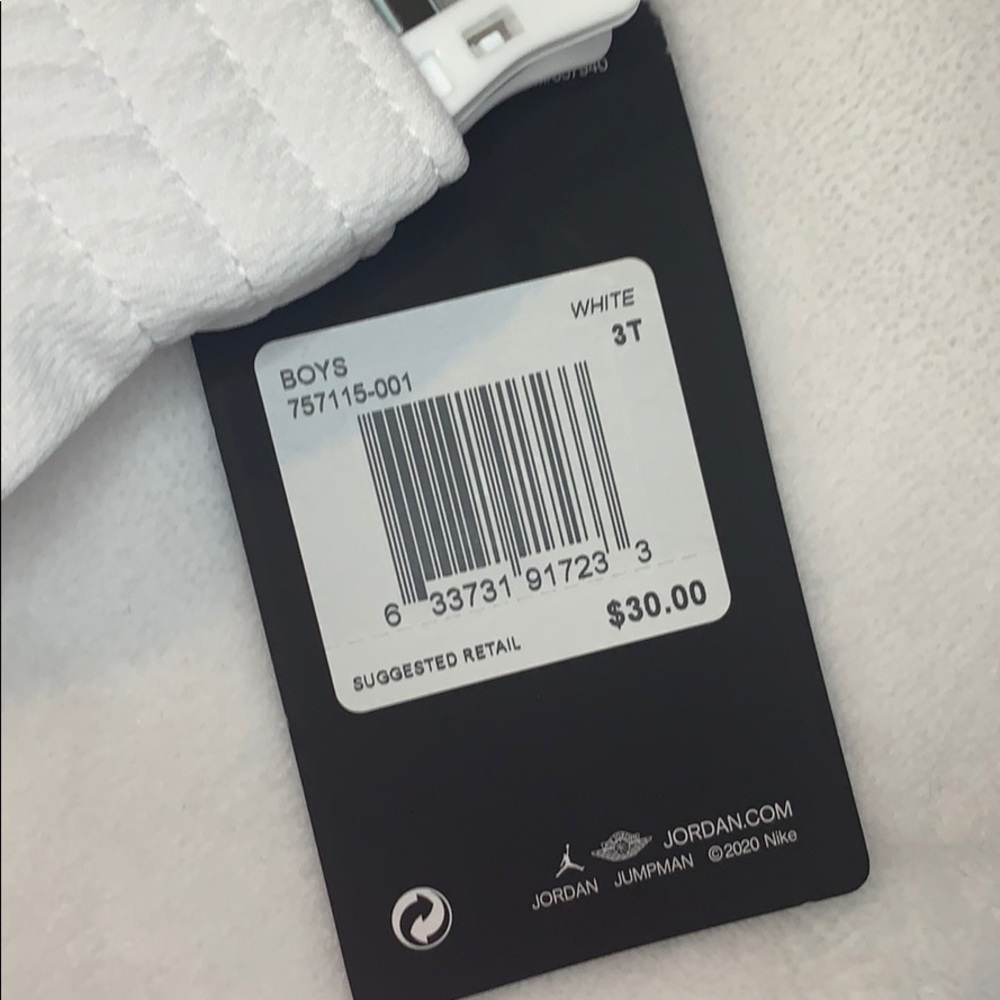 WHITE
3T
BOYS
757115-001
6 33731 91723 3
$30.00
SUGGESTED RETAIL
JORDAN.COM
JORDAN JUMPMAN ©2020 Nike